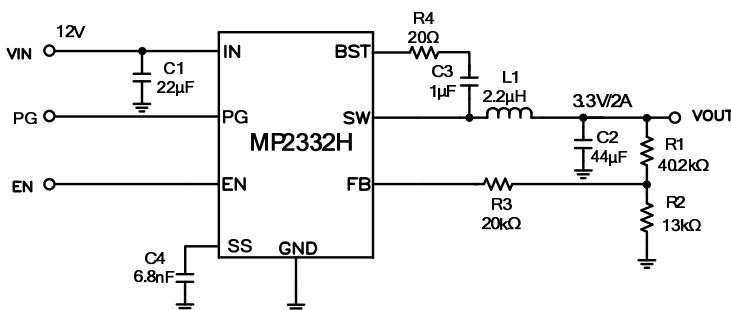 12V
VIN
C1
22µF
IN
PG
PG
EN
EN
SS
GND
C4
6.8nF
MP2332H
BST
SW
FB
R4
20Ω
C3
1µF
L1
2.2µH
3.3V/2A
VOUT
C2
44µF
R1
40.2kΩ
R3
20kΩ
R2
13kΩ